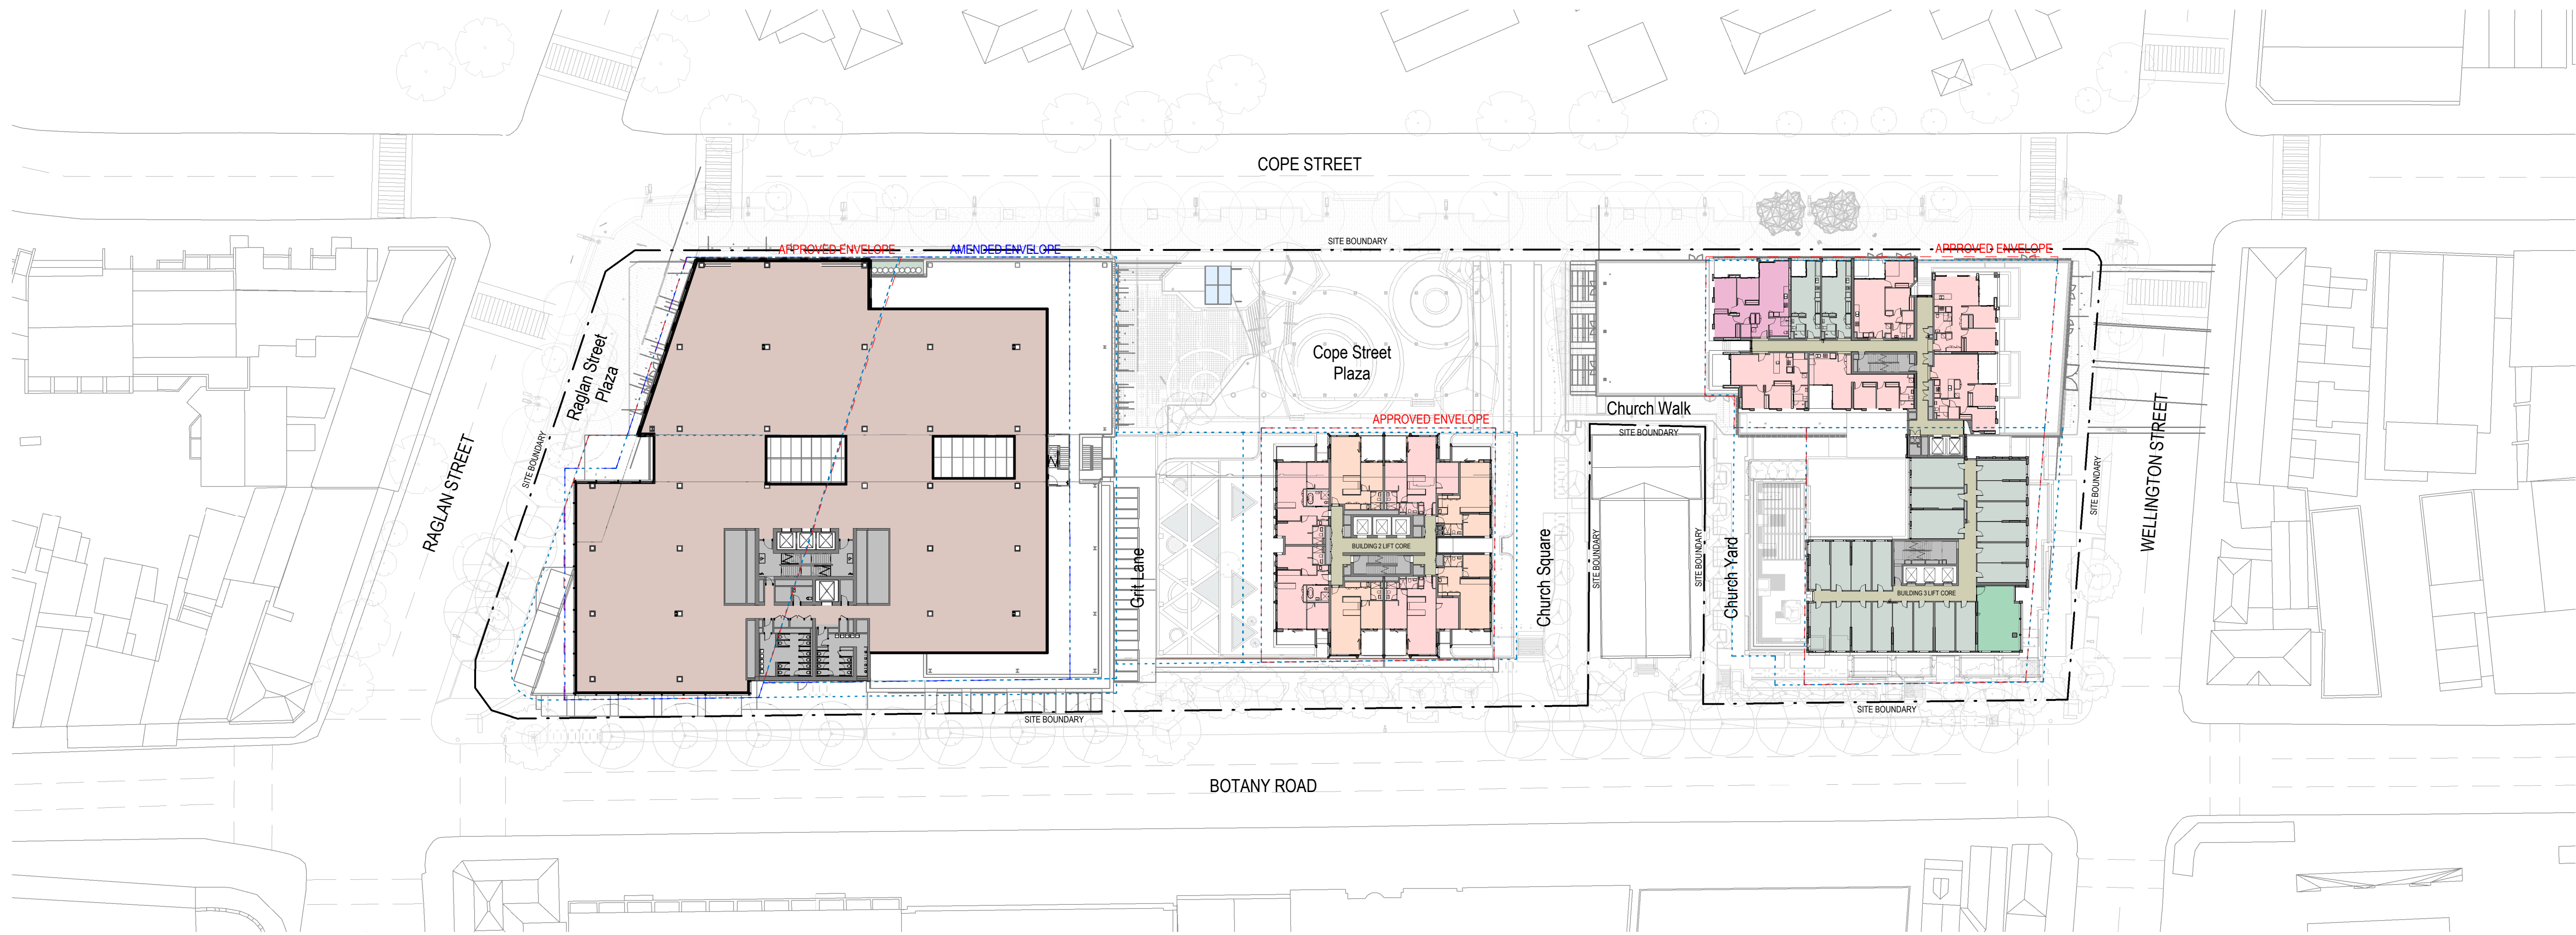 COPE STREET
SITE BOUNDARY
APPROVED ENVELOPE
AMENDED ENVELOPE
APPROVED ENVELOPE
Raglan Street
Plaza
Cope Street
Plaza
Church Walk
SITE BOUNDARY
APPROVED ENVELOPE
RAGLAN STREET
SITE BOUNDARY
WELLINGTON STREET
SITE BOUNDARY
BUILDING 2 LIFT CORE
Grit Lane
Church Square
SITE BOUNDARY
SITE BOUNDARY
Church Yard
BUILDING 3 LIFT CORE
SITE BOUNDARY
SITE BOUNDARY
BOTANY ROAD